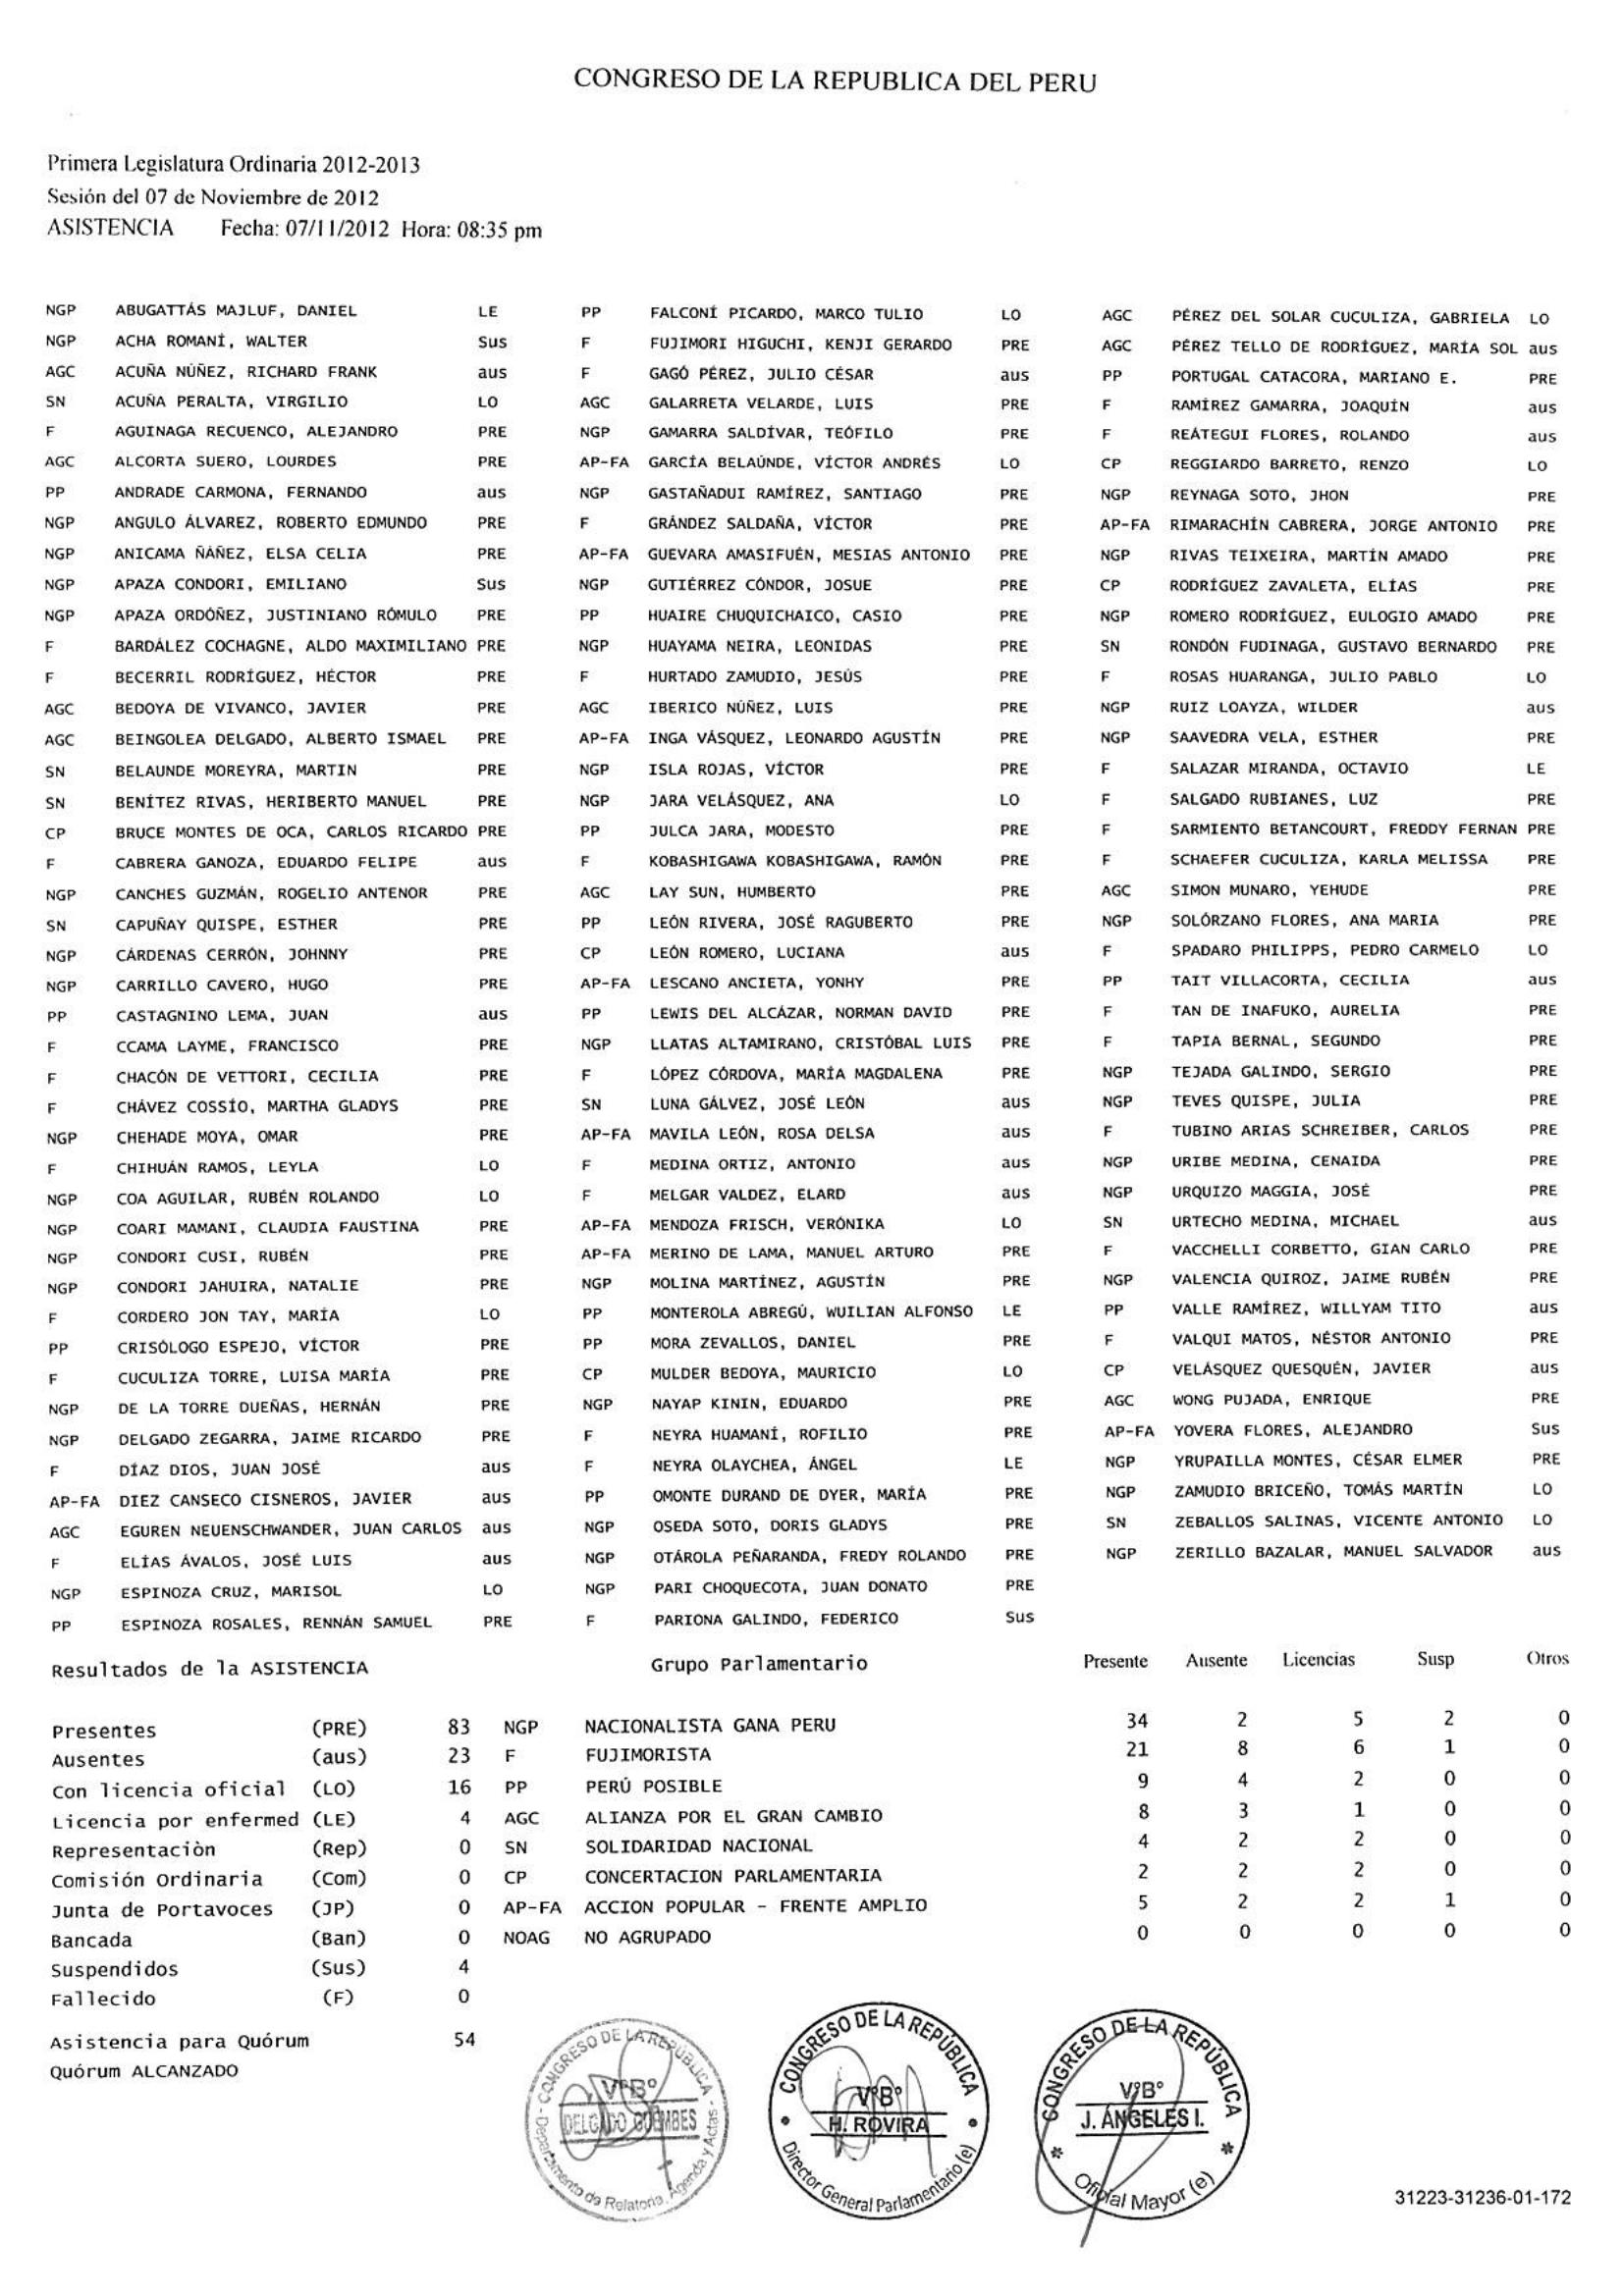 CONGRESO DE LA REPUBLICA DEL PERU
Primera Legislatura Ordinaria 2012-2013
Sesión del 07 de Noviembre de 2012
ASISTENCIA Fecha: 07/11/2012 Hora: 08:35 pm
NGP ABUGATTÁS MAJLUF, DANIEL LE
NGP ACHA ROMANÍ, WALTER Sus
AGC ACUÑA NÚÑEZ, RICHARD FRANK aus
SN ACUÑA PERALTA, VIRGILIO LO
F AGUINAGA RECUENCO, ALEJANDRO PRE
AGC ALCORTA SUERO, LOURDES PRE
PP ANDRADE CARMONA, FERNANDO aus
NGP ANGULO ÁLVAREZ, ROBERTO EDMUNDO PRE
NGP ANICAMA ÑÁÑEZ, ELSA CELIA PRE
NGP APAZA CONDORI, EMILIANO Sus
NGP APAZA ORDÓÑEZ, JUSTINIANO RÓMULO PRE
F BARDÁLEZ COCHAGNE, ALDO MAXIMILIANO PRE
F BECERRIL RODRÍGUEZ, HÉCTOR PRE
AGC BEDOYA DE VIVANCO, JAVIER PRE
AGC BEINGOLEA DELGADO, ALBERTO ISMAEL PRE
SN BELAUNDE MOREYRA, MARTIN PRE
SN BENÍTEZ RIVAS, HERIBERTO MANUEL PRE
CP BRUCE MONTES DE OCA, CARLOS RICARDO PRE
F CABRERA GANOZA, EDUARDO FELIPE aus
NGP CANCHES GUZMÁN, ROGELIO ANTENOR PRE
SN CAPUÑAY QUISPE, ESTHER PRE
NGP CÁRDENAS CERRÓN, JOHNNY PRE
NGP CARRILLO CAVERO, HUGO PRE
PP CASTAGNINO LEMA, JUAN aus
F CCAMA LAYME, FRANCISCO PRE
F CHACÓN DE VETTORI, CECILIA PRE
F CHÁVEZ COSSÍO, MARTHA GLADYS PRE
NGP CHEHADE MOYA, OMAR PRE
F CHIHUÁN RAMOS, LEYLA LO
NGP COA AGUILAR, RUBÉN ROLANDO LO
NGP COARI MAMANI, CLAUDIA FAUSTINA PRE
NGP CONDORI CUSI, RUBÉN PRE
NGP CONDORI JAHUIRA, NATALIE PRE
F CORDERO JON TAY, MARÍA LO
PP CRISÓLOGO ESPEJO, VÍCTOR PRE
F CUCULIZA TORRE, LUISA MARÍA PRE
NGP DE LA TORRE DUEÑAS, HERNÁN PRE
NGP DELGADO ZEGARRA, JAIME RICARDO PRE
F DÍAZ DIOS, JUAN JOSÉ aus
AP-FA DIEZ CANSECO CISNEROS, JAVIER aus
AGC EGUREN NEUENSCHWANDER, JUAN CARLOS aus
F ELÍAS ÁVALOS, JOSÉ LUIS aus
NGP ESPINOZA CRUZ, MARISOL LO
PP ESPINOZA ROSALES, RENNÁN SAMUEL PRE
PP FALCONÍ PICARDO, MARCO TULIO LO
F FUJIMORI HIGUCHI, KENJI GERARDO PRE
F GAGÓ PÉREZ, JULIO CÉSAR aus
AGC GALARRETA VELARDE, LUIS PRE
NGP GAMARRA SALDÍVAR, TEÓFILO PRE
AP-FA GARCÍA BELAÚNDE, VÍCTOR ANDRÉS LO
NGP GASTAÑADUI RAMÍREZ, SANTIAGO PRE
F GRÁNDEZ SALDAÑA, VÍCTOR PRE
AP-FA GUEVARA AMASIFUÉN, MESIAS ANTONIO PRE
NGP GUTIÉRREZ CÓNDOR, JOSUE PRE
PP HUAIRE CHUQUICHAICO, CASIO PRE
NGP HUAYAMA NEIRA, LEONIDAS PRE
F HURTADO ZAMUDIO, JESÚS PRE
AGC IBERICO NÚÑEZ, LUIS PRE
AP-FA INGA VÁSQUEZ, LEONARDO AGUSTÍN PRE
NGP ISLA ROJAS, VÍCTOR PRE
NGP JARA VELÁSQUEZ, ANA LO
PP JULCA JARA, MODESTO PRE
F KOBASHIGAWA KOBASHIGAWA, RAMÓN PRE
AGC LAY SUN, HUMBERTO PRE
PP LEÓN RIVERA, JOSÉ RAGUBERTO PRE
CP LEÓN ROMERO, LUCIANA aus
AP-FA LESCANO ANCIETA, YONHY PRE
PP LEWIS DEL ALCÁZAR, NORMAN DAVID PRE
NGP LLATAS ALTAMIRANO, CRISTÓBAL LUIS PRE
F LÓPEZ CÓRDOVA, MARÍA MAGDALENA PRE
SN LUNA GÁLVEZ, JOSÉ LEÓN aus
AP-FA MAVILA LEÓN, ROSA DELSA aus
F MEDINA ORTIZ, ANTONIO aus
F MELGAR VALDEZ, ELARD aus
AP-FA MENDOZA FRISCH, VERÓNIKA LO
AP-FA MERINO DE LAMA, MANUEL ARTURO PRE
NGP MOLINA MARTÍNEZ, AGUSTÍN PRE
PP MONTEROLA ABREGÚ, WUILIAN ALFONSO LE
PP MORA ZEVALLOS, DANIEL PRE
CP MULDER BEDOYA, MAURICIO LO
NGP NAYAP KININ, EDUARDO PRE
F NEYRA HUAMANÍ, ROFILIO PRE
F NEYRA OLAYCHEA, ÁNGEL LE
PP OMONTE DURAND DE DYER, MARÍA PRE
NGP OSEDA SOTO, DORIS GLADYS PRE
NGP OTÁROLA PEÑARANDA, FREDY ROLANDO PRE
NGP PARI CHOQUECOTA, JUAN DONATO PRE
F PARIONA GALINDO, FEDERICO Sus
AGC PÉREZ DEL SOLAR CUCULIZA, GABRIELA LO
AGC PÉREZ TELLO DE RODRÍGUEZ, MARÍA SOL aus
PP PORTUGAL CATACORA, MARIANO E. PRE
F RAMÍREZ GAMARRA, JOAQUÍN aus
F REÁTEGUI FLORES, ROLANDO aus
CP REGGIARDO BARRETO, RENZO LO
NGP REYNAGA SOTO, JHON PRE
AP-FA RIMARACHÍN CABRERA, JORGE ANTONIO PRE
NGP RIVAS TEIXEIRA, MARTÍN AMADO PRE
CP RODRÍGUEZ ZAVALETA, ELÍAS PRE
NGP ROMERO RODRÍGUEZ, EULOGIO AMADO PRE
SN RONDÓN FUDINAGA, GUSTAVO BERNARDO PRE
F ROSAS HUARANGA, JULIO PABLO LO
NGP RUIZ LOAYZA, WILDER aus
NGP SAAVEDRA VELA, ESTHER PRE
F SALAZAR MIRANDA, OCTAVIO LE
F SALGADO RUBIANES, LUZ PRE
F SARMIENTO BETANCOURT, FREDDY FERNAN PRE
F SCHAEFER CUCULIZA, KARLA MELISSA PRE
AGC SIMON MUNARO, YEHUDE PRE
NGP SOLÓRZANO FLORES, ANA MARIA PRE
F SPADARO PHILIPPS, PEDRO CARMELO LO
PP TAIT VILLACORTA, CECILIA aus
F TAN DE INAFUKO, AURELIA PRE
F TAPIA BERNAL, SEGUNDO PRE
NGP TEJADA GALINDO, SERGIO PRE
NGP TEVES QUISPE, JULIA PRE
F TUBINO ARIAS SCHREIBER, CARLOS PRE
NGP URIBE MEDINA, CENAIDA PRE
NGP URQUIZO MAGGIA, JOSÉ PRE
SN URTECHO MEDINA, MICHAEL aus
F VACCHELLI CORBETTO, GIAN CARLO PRE
NGP VALENCIA QUIROZ, JAIME RUBÉN PRE
PP VALLE RAMÍREZ, WILLYAM TITO aus
F VALQUI MATOS, NÉSTOR ANTONIO PRE
CP VELÁSQUEZ QUESQUÉN, JAVIER aus
AGC WONG PUJADA, ENRIQUE PRE
AP-FA YOVERA FLORES, ALEJANDRO Sus
NGP YRUPAILLA MONTES, CÉSAR ELMER PRE
NGP ZAMUDIO BRICEÑO, TOMÁS MARTÍN LO
SN ZEBALLOS SALINAS, VICENTE ANTONIO LO
NGP ZERILLO BAZALAR, MANUEL SALVADOR aus
Resultados de la ASISTENCIA
Presentes (PRE) 83
Ausentes (aus) 23
Con licencia oficial (LO) 16
Licencia por enfermed (LE) 4
Representaciòn (Rep) 0
Comisión Ordinaria (Com) 0
Junta de Portavoces (JP) 0
Bancada (Ban) 0
Suspendidos (Sus) 4
Fallecido (F) 0
Asistencia para Quórum 54
Quórum ALCANZADO
Grupo Parlamentario Presente Ausente Licencias Susp Otros
NGP NACIONALISTA GANA PERU 34 2 5 2 0
F FUJIMORISTA 21 8 6 1 0
PP PERÚ POSIBLE 9 4 2 0 0
AGC ALIANZA POR EL GRAN CAMBIO 8 3 1 0 0
SN SOLIDARIDAD NACIONAL 4 2 2 0 0
CP CONCERTACION PARLAMENTARIA 2 2 2 0 0
AP-FA ACCION POPULAR - FRENTE AMPLIO 5 2 2 1 0
NOAG NO AGRUPADO 0 0 0 0 0
CONGRESO DE LA REPÚBLICA
VºBº
DELGADO GUEMBES
Departamento de Relatoria, Agenda y Actas
CONGRESO DE LA REPÚBLICA
VºBº
H. ROVIRA
Director General Parlamentario (e)
CONGRESO DE LA REPÚBLICA
VºBº
J. ÁNGELES I.
Oficial Mayor (e)
31223-31236-01-172